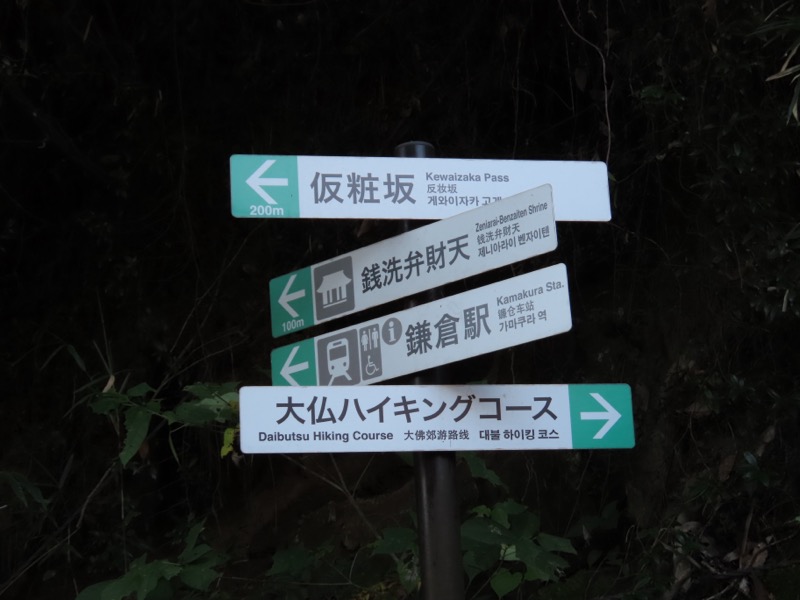 仮粧坂
Kewaizaka Pass
反妆坂
게와이자카 고개
200m
銭洗弁財天
Zeniarai-Benzaiten Shrine
钱洗弁財天
제니아라이 벤자이텐
100m
鎌倉駅
Kamakura Sta.
镰仓车站
가마쿠라 역
大仏ハイキングコース
Daibutsu Hiking Course 大佛郊游路线 대불 하이킹 코스